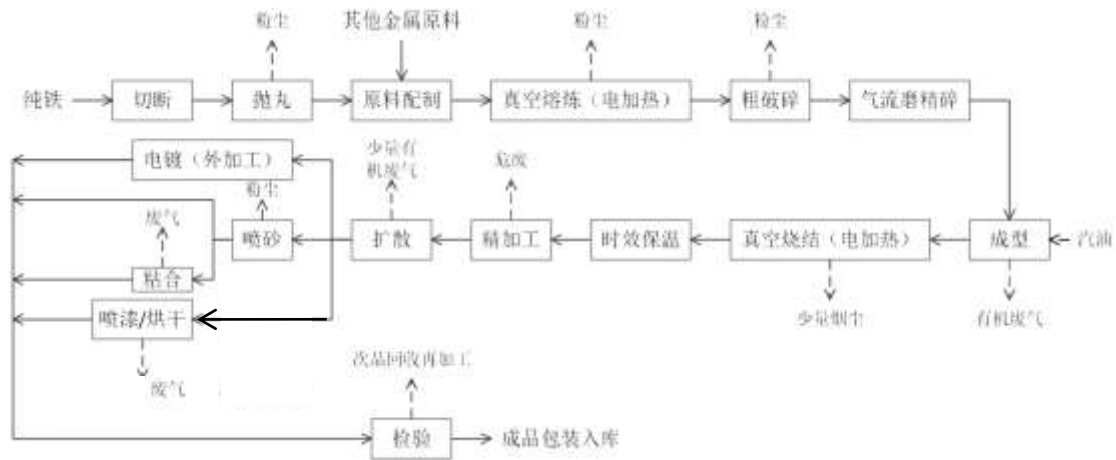 粉尘
其他金属原料
粉尘
粉尘
纯铁
切断
抛丸
原料配制
真空熔炼（电加热）
粗破碎
气流磨精碎
电镀（外加工）
少量有
机废气
危废
粉尘
废气
喷砂
扩散
精加工
时效保温
真空烧结（电加热）
成型
汽油
粘合
喷漆/烘干
少量烟尘
有机废气
废气
次品回收再加工
检验
成品包装入库